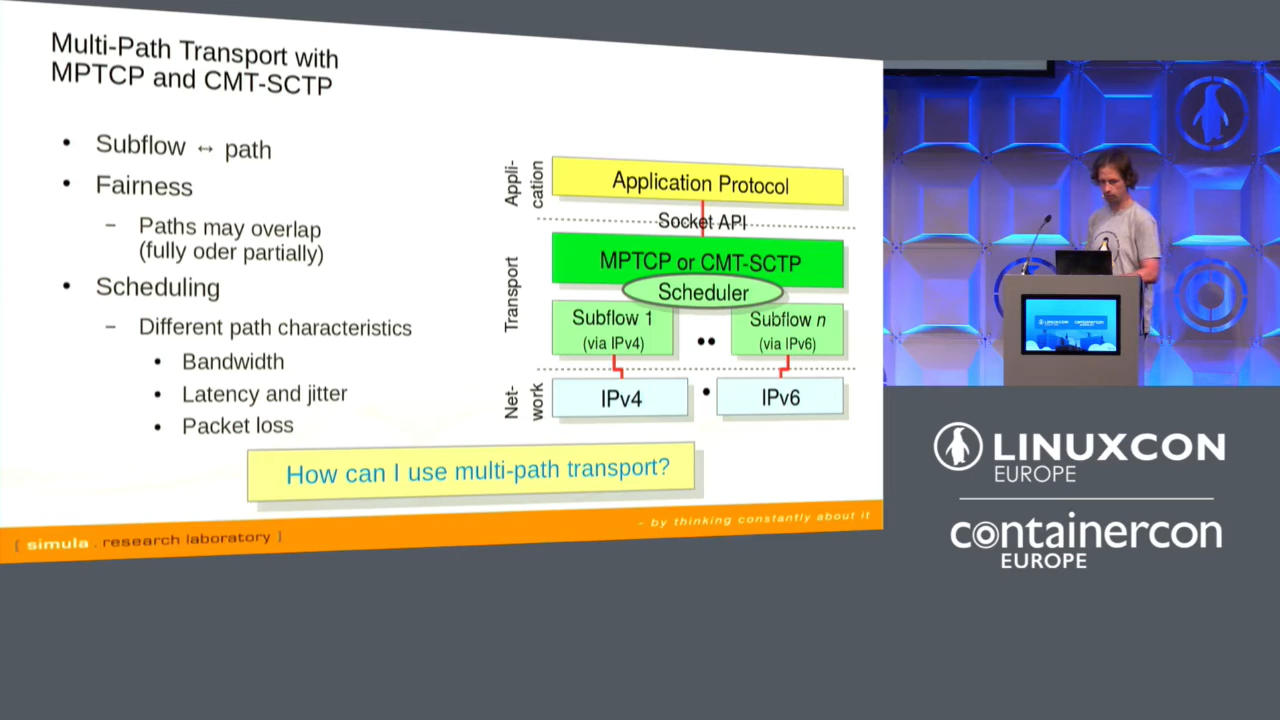 Multi-Path Transport with
MPTCP and CMT-SCTP
• Subflow ↔ path
• Fairness
– Paths may overlap
(fully oder partially)
• Scheduling
– Different path characteristics
• Bandwidth
• Latency and jitter
• Packet loss
Appli-
cation
Application Protocol
Socket API
Transport
MPTCP or CMT-SCTP
Scheduler
Subflow 1
(via IPv4)
Subflow n
(via IPv6)
Net-
work
IPv4
IPv6
How can I use multi-path transport?
[ simula . research laboratory ]
– by thinking constantly about it
LINUXCON
EUROPE
containercon
EUROPE